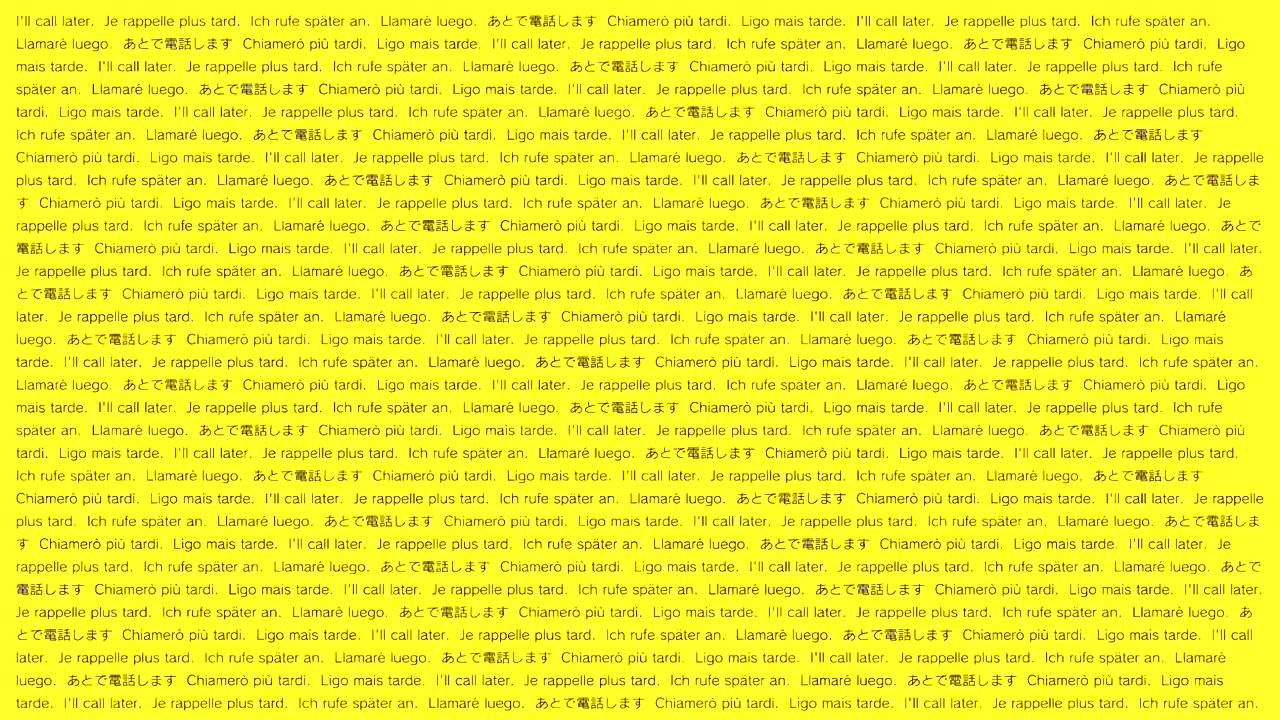 I'll call later. Je rappelle plus tard. Ich rufe später an. Llamaré luego. あとで電話します Chiamerò più tardi. Ligo mais tarde. I'll call later. Je rappelle plus tard. Ich rufe später an.
Llamaré luego. あとで電話します Chiamerò più tardi. Ligo mais tarde. I'll call later. Je rappelle plus tard. Ich rufe später an. Llamaré luego. あとで電話します Chiamerò più tardi. Ligo
mais tarde. I'll call later. Je rappelle plus tard. Ich rufe später an. Llamaré luego. あとで電話します Chiamerò più tardi. Ligo mais tarde. I'll call later. Je rappelle plus tard. Ich rufe
später an. Llamaré luego. あとで電話します Chiamerò più tardi. Ligo mais tarde. I'll call later. Je rappelle plus tard. Ich rufe später an. Llamaré luego. あとで電話します Chiamerò più
tardi. Ligo mais tarde. I'll call later. Je rappelle plus tard. Ich rufe später an. Llamaré luego. あとで電話します Chiamerò più tardi. Ligo mais tarde. I'll call later. Je rappelle plus tard.
Ich rufe später an. Llamaré luego. あとで電話します Chiamerò più tardi. Ligo mais tarde. I'll call later. Je rappelle plus tard. Ich rufe später an. Llamaré luego. あとで電話します
Chiamerò più tardi. Ligo mais tarde. I'll call later. Je rappelle plus tard. Ich rufe später an. Llamaré luego. あとで電話します Chiamerò più tardi. Ligo mais tarde. I'll call later. Je rappelle
plus tard. Ich rufe später an. Llamaré luego. あとで電話します Chiamerò più tardi. Ligo mais tarde. I'll call later. Je rappelle plus tard. Ich rufe später an. Llamaré luego. あとで電話しま
す Chiamerò più tardi. Ligo mais tarde. I'll call later. Je rappelle plus tard. Ich rufe später an. Llamaré luego. あとで電話します Chiamerò più tardi. Ligo mais tarde. I'll call later. Je
rappelle plus tard. Ich rufe später an. Llamaré luego. あとで電話します Chiamerò più tardi. Ligo mais tarde. I'll call later. Je rappelle plus tard. Ich rufe später an. Llamaré luego. あとで
電話します Chiamerò più tardi. Ligo mais tarde. I'll call later. Je rappelle plus tard. Ich rufe später an. Llamaré luego. あとで電話します Chiamerò più tardi. Ligo mais tarde. I'll call later.
Je rappelle plus tard. Ich rufe später an. Llamaré luego. あとで電話します Chiamerò più tardi. Ligo mais tarde. I'll call later. Je rappelle plus tard. Ich rufe später an. Llamaré luego. あ
とで電話します Chiamerò più tardi. Ligo mais tarde. I'll call later. Je rappelle plus tard. Ich rufe später an. Llamaré luego. あとで電話します Chiamerò più tardi. Ligo mais tarde. I'll call
later. Je rappelle plus tard. Ich rufe später an. Llamaré luego. あとで電話します Chiamerò più tardi. Ligo mais tarde. I'll call later. Je rappelle plus tard. Ich rufe später an. Llamaré
luego. あとで電話します Chiamerò più tardi. Ligo mais tarde. I'll call later. Je rappelle plus tard. Ich rufe später an. Llamaré luego. あとで電話します Chiamerò più tardi. Ligo mais
tarde. I'll call later. Je rappelle plus tard. Ich rufe später an. Llamaré luego. あとで電話します Chiamerò più tardi. Ligo mais tarde. I'll call later. Je rappelle plus tard. Ich rufe später an.
Llamaré luego. あとで電話します Chiamerò più tardi. Ligo mais tarde. I'll call later. Je rappelle plus tard. Ich rufe später an. Llamaré luego. あとで電話します Chiamerò più tardi. Ligo
mais tarde. I'll call later. Je rappelle plus tard. Ich rufe später an. Llamaré luego. あとで電話します Chiamerò più tardi. Ligo mais tarde. I'll call later. Je rappelle plus tard. Ich rufe
später an. Llamaré luego. あとで電話します Chiamerò più tardi. Ligo mais tarde. I'll call later. Je rappelle plus tard. Ich rufe später an. Llamaré luego. あとで電話します Chiamerò più
tardi. Ligo mais tarde. I'll call later. Je rappelle plus tard. Ich rufe später an. Llamaré luego. あとで電話します Chiamerò più tardi. Ligo mais tarde. I'll call later. Je rappelle plus tard.
Ich rufe später an. Llamaré luego. あとで電話します Chiamerò più tardi. Ligo mais tarde. I'll call later. Je rappelle plus tard. Ich rufe später an. Llamaré luego. あとで電話します
Chiamerò più tardi. Ligo mais tarde. I'll call later. Je rappelle plus tard. Ich rufe später an. Llamaré luego. あとで電話します Chiamerò più tardi. Ligo mais tarde. I'll call later. Je rappelle
plus tard. Ich rufe später an. Llamaré luego. あとで電話します Chiamerò più tardi. Ligo mais tarde. I'll call later. Je rappelle plus tard. Ich rufe später an. Llamaré luego. あとで電話しま
す Chiamerò più tardi. Ligo mais tarde. I'll call later. Je rappelle plus tard. Ich rufe später an. Llamaré luego. あとで電話します Chiamerò più tardi. Ligo mais tarde. I'll call later. Je
rappelle plus tard. Ich rufe später an. Llamaré luego. あとで電話します Chiamerò più tardi. Ligo mais tarde. I'll call later. Je rappelle plus tard. Ich rufe später an. Llamaré luego. あとで
電話します Chiamerò più tardi. Ligo mais tarde. I'll call later. Je rappelle plus tard. Ich rufe später an. Llamaré luego. あとで電話します Chiamerò più tardi. Ligo mais tarde. I'll call later.
Je rappelle plus tard. Ich rufe später an. Llamaré luego. あとで電話します Chiamerò più tardi. Ligo mais tarde. I'll call later. Je rappelle plus tard. Ich rufe später an. Llamaré luego. あ
とで電話します Chiamerò più tardi. Ligo mais tarde. I'll call later. Je rappelle plus tard. Ich rufe später an. Llamaré luego. あとで電話します Chiamerò più tardi. Ligo mais tarde. I'll call
later. Je rappelle plus tard. Ich rufe später an. Llamaré luego. あとで電話します Chiamerò più tardi. Ligo mais tarde. I'll call later. Je rappelle plus tard. Ich rufe später an. Llamaré
luego. あとで電話します Chiamerò più tardi. Ligo mais tarde. I'll call later. Je rappelle plus tard. Ich rufe später an. Llamaré luego. あとで電話します Chiamerò più tardi. Ligo mais
tarde. I'll call later. Je rappelle plus tard. Ich rufe später an. Llamaré luego. あとで電話します Chiamerò più tardi. Ligo mais tarde. I'll call later. Je rappelle plus tard. Ich rufe später an.